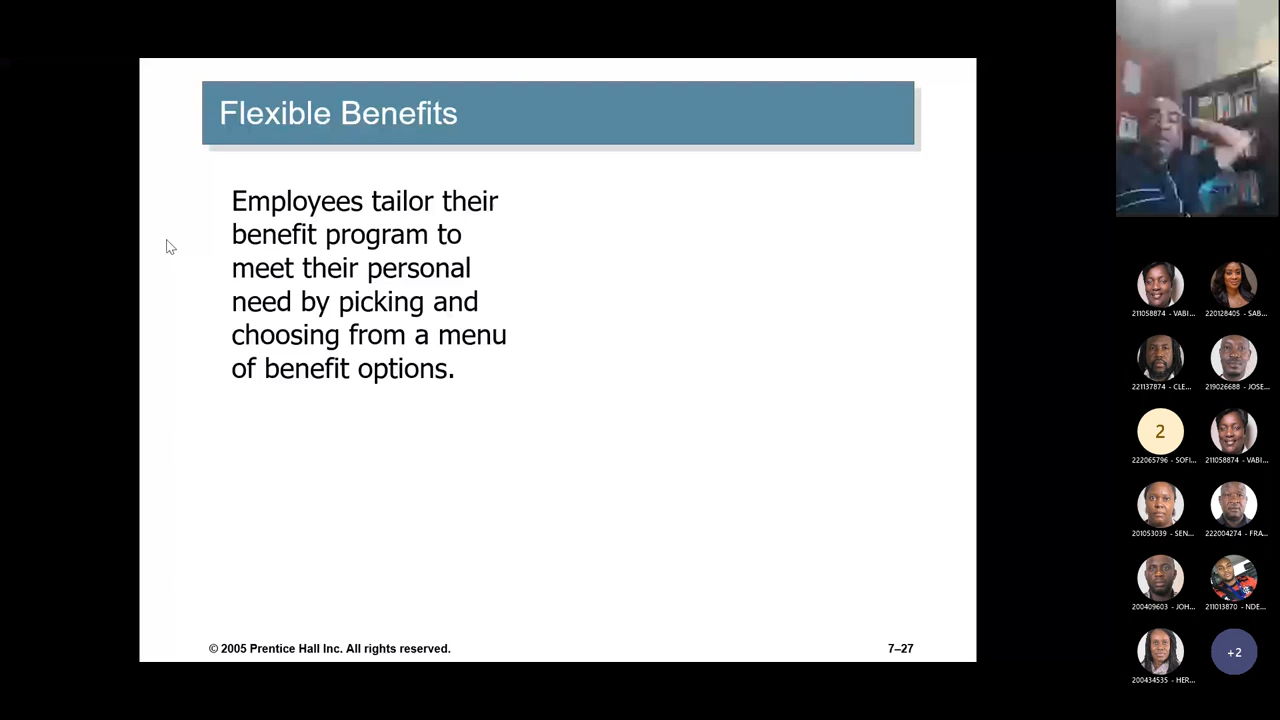 Flexible Benefits
Employees tailor their
benefit program to
meet their personal
need by picking and
choosing from a menu
of benefit options.
© 2005 Prentice Hall Inc. All rights reserved.
7–27
211058874 - VABI...
220128405 - SAB...
221137874 - CLE...
219026688 - JOSE...
2
222065796 - SOFI...
211058874 - VABI...
201053039 - SEN...
222004274 - FRA...
200409603 - JOH...
211013870 - NDE...
200434535 - HER...
+2